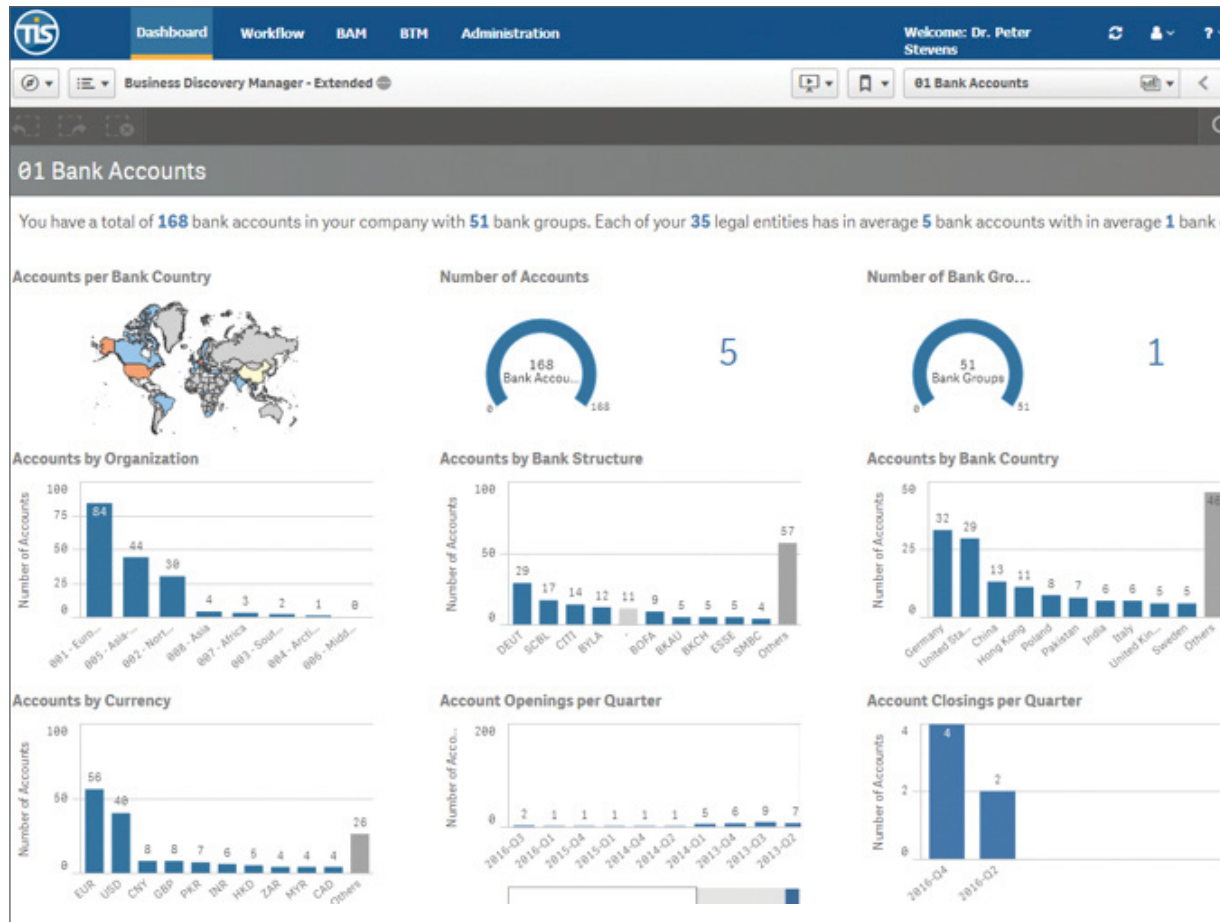 TIS
Dashboard Workflow BAM BTM Administration
Welcome: Dr. Peter
Stevens
?
Business Discovery Manager - Extended
01 Bank Accounts
01 Bank Accounts
You have a total of 168 bank accounts in your company with 51 bank groups. Each of your 35 legal entities has in average 5 bank accounts with in average 1 bank
Accounts per Bank Country
Number of Accounts
168
Bank Accou...
0
168
5
Number of Bank Gro...
51
Bank Groups
0
51
1
Accounts by Organization
Number of Accounts
100
75
50
25
0
84
44
30
4
3
2
1
0
001 - Euro...
005 - Asia-...
002 - Nort...
008 - Asia
007 - Africa
003 - Sout...
004 - Arcti...
006 - Midd...
Accounts by Bank Structure
Number of Accounts
100
50
0
29
17
14
12
11
9
5
5
5
4
57
DEUT
SCBL
CITI
BYLA
-
BOFA
BKAU
BKCH
ESSE
SMBC
Others
Accounts by Bank Country
Number of Accounts
50
25
0
32
29
13
11
8
7
6
6
5
5
46
Germany
United Sta...
China
Hong Kong
Poland
Pakistan
India
Italy
United Kin...
Sweden
Others
Accounts by Currency
Number of Accounts
100
50
0
56
40
8
8
7
6
5
4
4
4
26
EUR
USD
CNY
GBP
PKR
INR
HKD
ZAR
MYR
CAD
Others
Account Openings per Quarter
Number of Acco...
200
0
2
1
1
1
1
1
5
6
9
7
2016-Q3
2016-Q1
2015-Q4
2015-Q1
2014-Q4
2014-Q2
2014-Q1
2013-Q4
2013-Q3
2013-Q2
Account Closings per Quarter
Number of Accounts
4
2
0
4
2
2016-Q4
2016-Q2